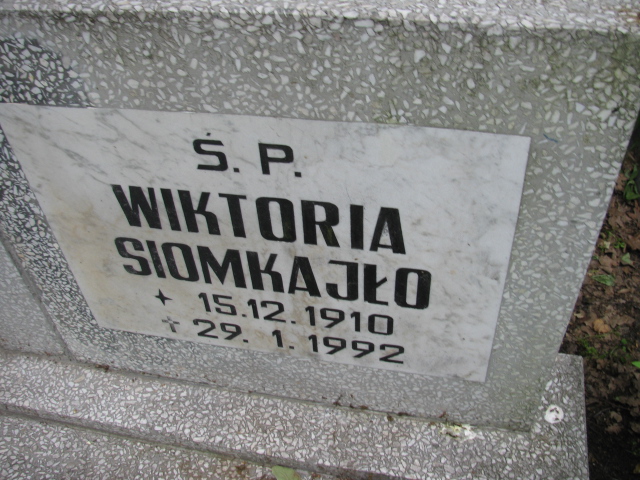 Ś. P.
WIKTORIA
SIOMKAJŁO
+ 15.12.1910
† 29. 1. 1992